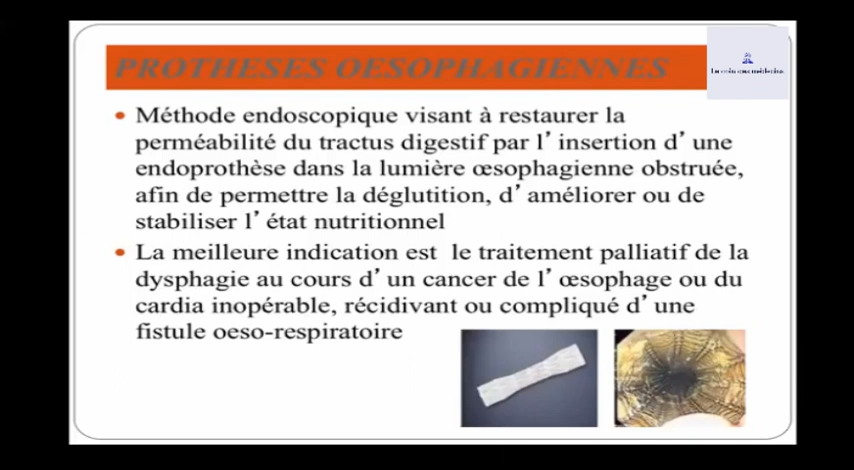 PROTHESES OESOPHAGIENNES
• Méthode endoscopique visant à restaurer la
perméabilité du tractus digestif par l’ insertion d’ une
endoprothèse dans la lumière œsophagienne obstruée,
afin de permettre la déglutition, d’ améliorer ou de
stabiliser l’ état nutritionnel
• La meilleure indication est le traitement palliatif de la
dysphagie au cours d’ un cancer de l’ œsophage ou du
cardia inopérable, récidivant ou compliqué d’ une
fistule oeso-respiratoire